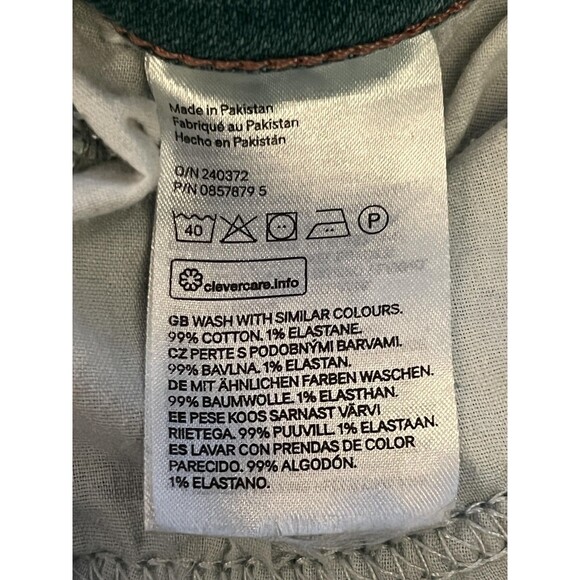 Made in Pakistan
Fabriqué au Pakistan
Hecho en Pakistán
O/N 240372
P/N 0857879 5
40 P
clevercare.info
GB WASH WITH SIMILAR COLOURS.
99% COTTON. 1% ELASTANE.
CZ PERTE S PODOBNÝMI BARVAMI.
99% BAVLNA. 1% ELASTAN.
DE MIT ÄHNLICHEN FARBEN WASCHEN.
99% BAUMWOLLE. 1% ELASTHAN.
EE PESE KOOS SARNAST VÄRVI
RIIETEGA. 99% PUUVILL. 1% ELASTAAN.
ES LAVAR CON PRENDAS DE COLOR
PARECIDO. 99% ALGODÓN.
1% ELASTANO.